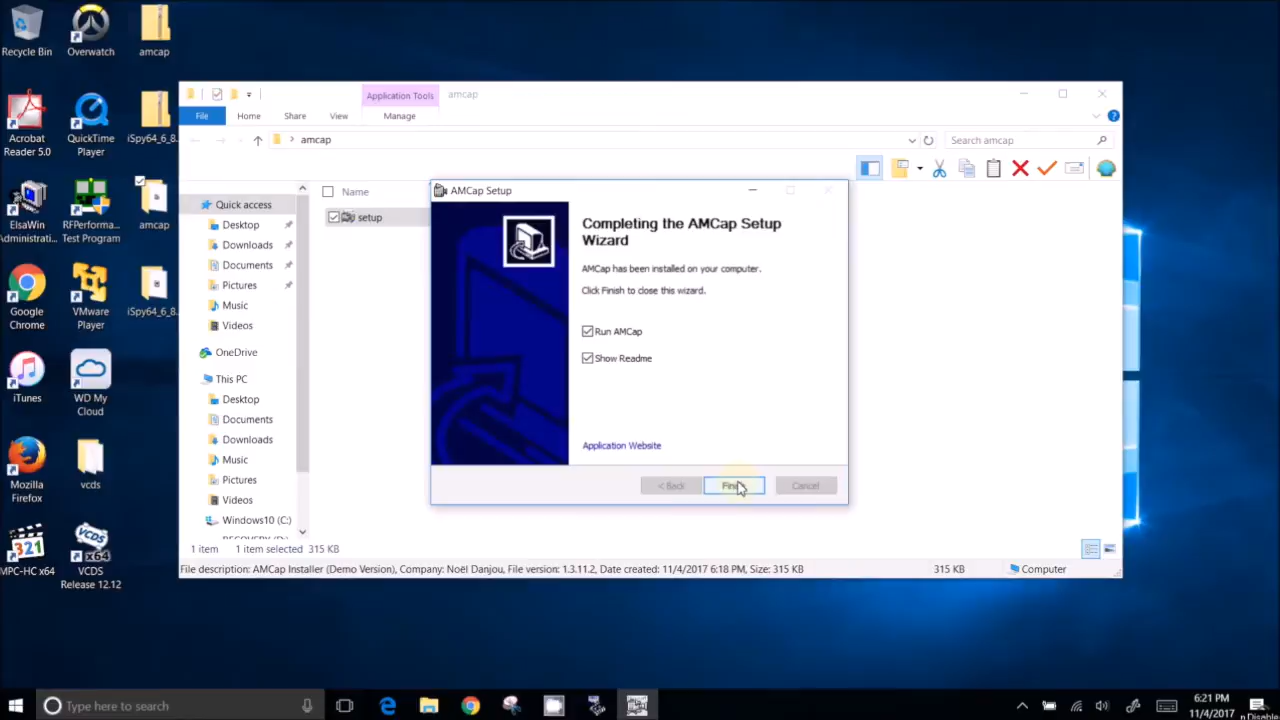 Recycle Bin
Overwatch
amcap
Acrobat
Reader 5.0
QuickTime
Player
iSpy64_6_8.
ElsaWin
Administrati...
RFPerforma...
Test Program
amcap
Google
Chrome
VMware
Player
iSpy64_6_8.
iTunes
WD My
Cloud
Mozilla
Firefox
vcds
MPC-HC x64
VCDS
Release 12.12
Application Tools
amcap
File
Home
Share
View
Manage
amcap
Search amcap
Quick access
Desktop
Downloads
Documents
Pictures
Music
Videos
OneDrive
This PC
Desktop
Documents
Downloads
Music
Pictures
Videos
Windows10 (C:)
Name
setup
AMCap Setup
Completing the AMCap Setup
Wizard
AMCap has been installed on your computer.
Click Finish to close this wizard.
Run AMCap
Show Readme
Application Website
< Back
Cancel
1 item
1 item selected 315 KB
File description: AMCap Installer (Demo Version), Company: Noël Danjou, File version: 1.3.11.2, Date created: 11/4/2017 6:18 PM, Size: 315 KB
315 KB
Computer
Type here to search
6:21 PM
11/4/2017